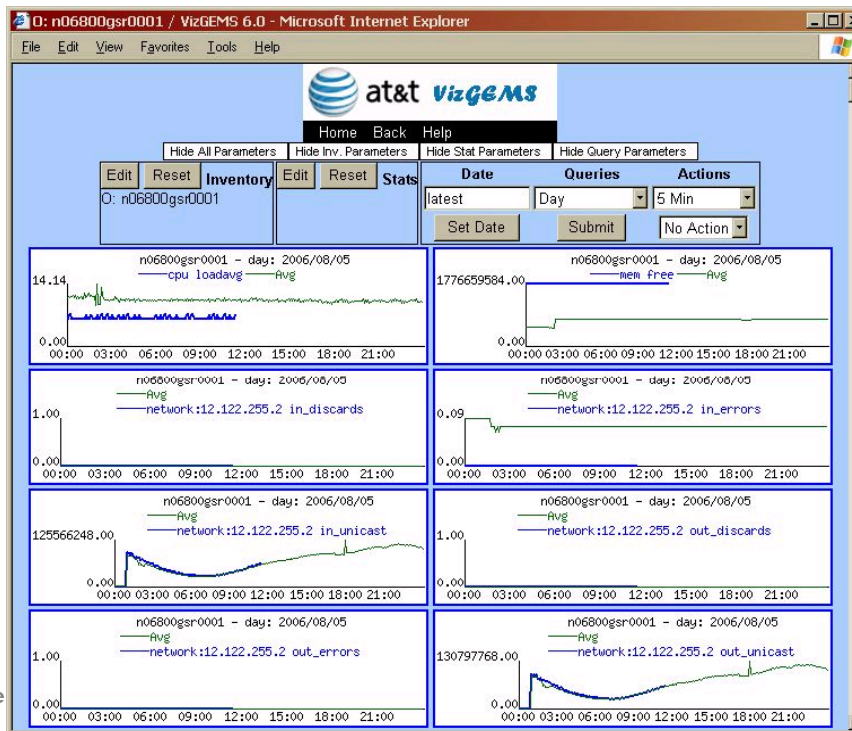 O: n06800gsr0001 / VizGEMS 6.0 - Microsoft Internet Explorer
File Edit View Favorites Tools Help
at&t VizGEMS
Home Back Help
Hide All Parameters Hide Inv. Parameters Hide Stat Parameters Hide Query Parameters
Edit Reset Inventory Edit Reset Stats Date Queries Actions
O: n06800gsr0001 latest Day 5 Min
Set Date Submit No Action
n06800gsr0001 - day: 2006/08/05
cpu loadavg Avg
14.14
0.00
00:00 03:00 06:00 09:00 12:00 15:00 18:00 21:00
n06800gsr0001 - day: 2006/08/05
mem free Avg
1776659584.00
0.00
00:00 03:00 06:00 09:00 12:00 15:00 18:00 21:00
n06800gsr0001 - day: 2006/08/05
Avg
1.00
network:12.122.255.2 in_discards
0.00
00:00 03:00 06:00 09:00 12:00 15:00 18:00 21:00
n06800gsr0001 - day: 2006/08/05
Avg
0.09
network:12.122.255.2 in_errors
0.00
00:00 03:00 06:00 09:00 12:00 15:00 18:00 21:00
n06800gsr0001 - day: 2006/08/05
Avg
network:12.122.255.2 in_unicast
125566248.00
0.00
00:00 03:00 06:00 09:00 12:00 15:00 18:00 21:00
n06800gsr0001 - day: 2006/08/05
Avg
network:12.122.255.2 out_discards
1.00
0.00
00:00 03:00 06:00 09:00 12:00 15:00 18:00 21:00
n06800gsr0001 - day: 2006/08/05
Avg
network:12.122.255.2 out_errors
1.00
0.00
00:00 03:00 06:00 09:00 12:00 15:00 18:00 21:00
n06800gsr0001 - day: 2006/08/05
Avg
network:12.122.255.2 out_unicast
130797768.00
0.00
00:00 03:00 06:00 09:00 12:00 15:00 18:00 21:00